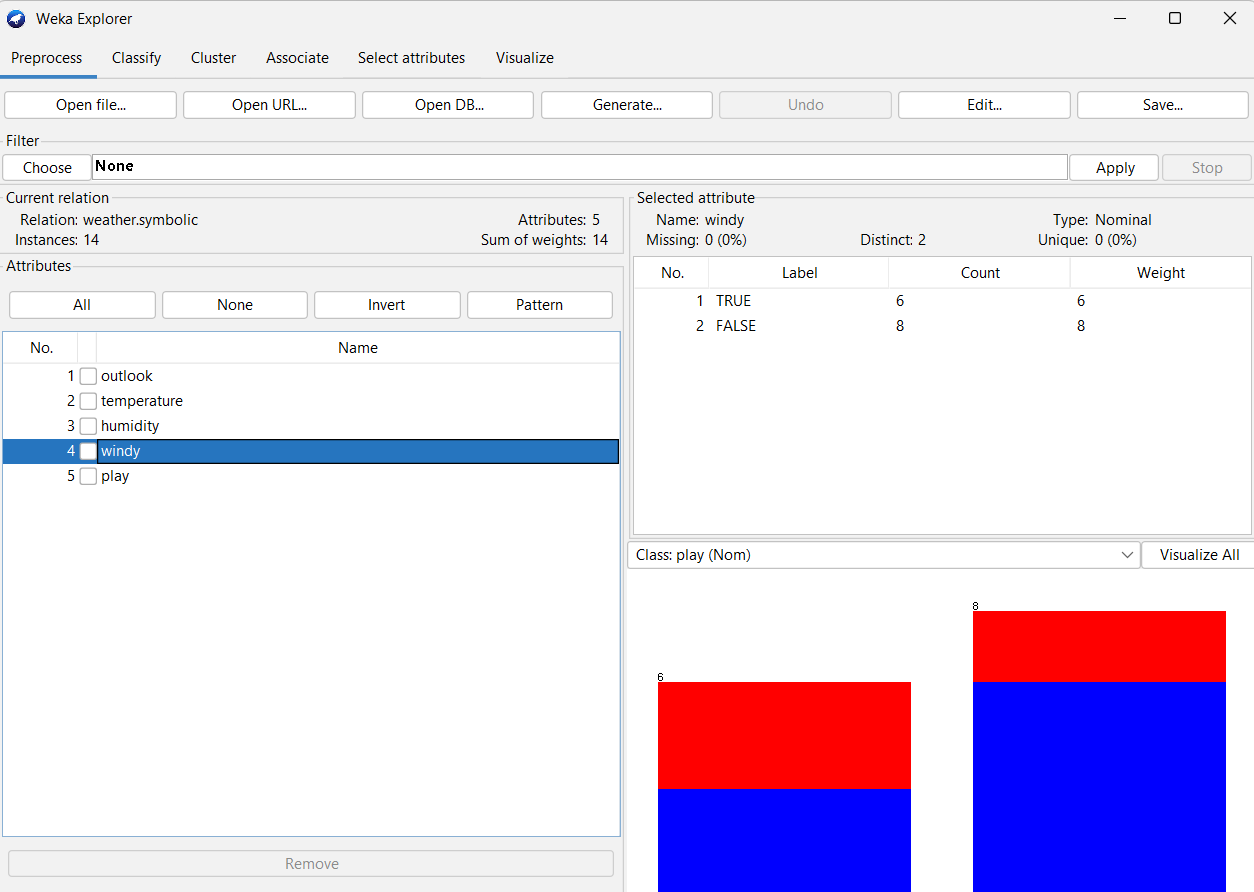 Weka Explorer
Preprocess Classify Cluster Associate Select attributes Visualize
Open file... Open URL... Open DB... Generate... Undo Edit... Save...
Filter
Choose None Apply Stop
Current relation
Relation: weather.symbolic Attributes: 5
Instances: 14 Sum of weights: 14
Attributes
All None Invert Pattern
No. Name
1 outlook
2 temperature
3 humidity
4 windy
5 play
Remove
Selected attribute
Name: windy Type: Nominal
Missing: 0 (0%) Distinct: 2 Unique: 0 (0%)
No. Label Count Weight
1 TRUE 6 6
2 FALSE 8 8
Class: play (Nom) Visualize All
8
6